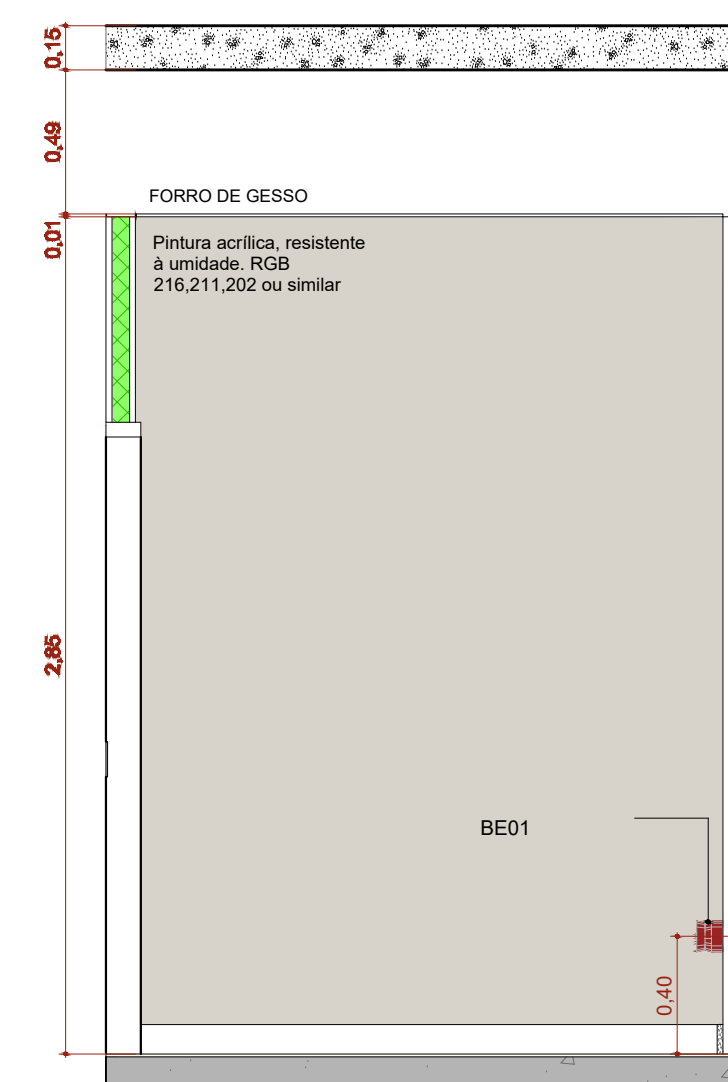 0,15
0,49
FORRO DE GESSO
0,01
Pintura acrílica, resistente
à umidade. RGB
216,211,202 ou similar
2,85
BE01
0,40